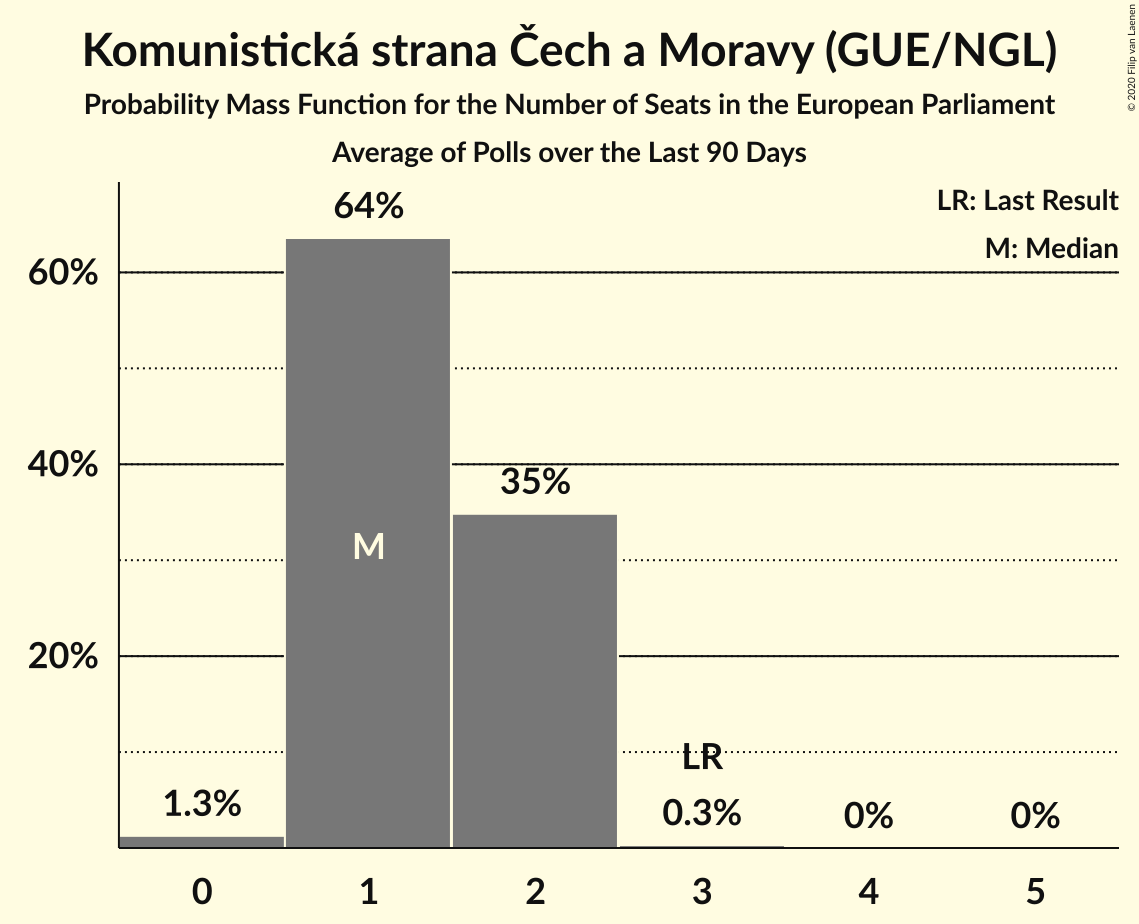 Komunistická strana Čech a Moravy (GUE/NGL)
Probability Mass Function for the Number of Seats in the European Parliament
Average of Polls over the Last 90 Days
© 2020 Filip van Laenen
LR: Last Result
M: Median
64%
60%
40%
35%
M
20%
LR
1.3%
0.3%
0%
0%
0 1 2 3 4 5